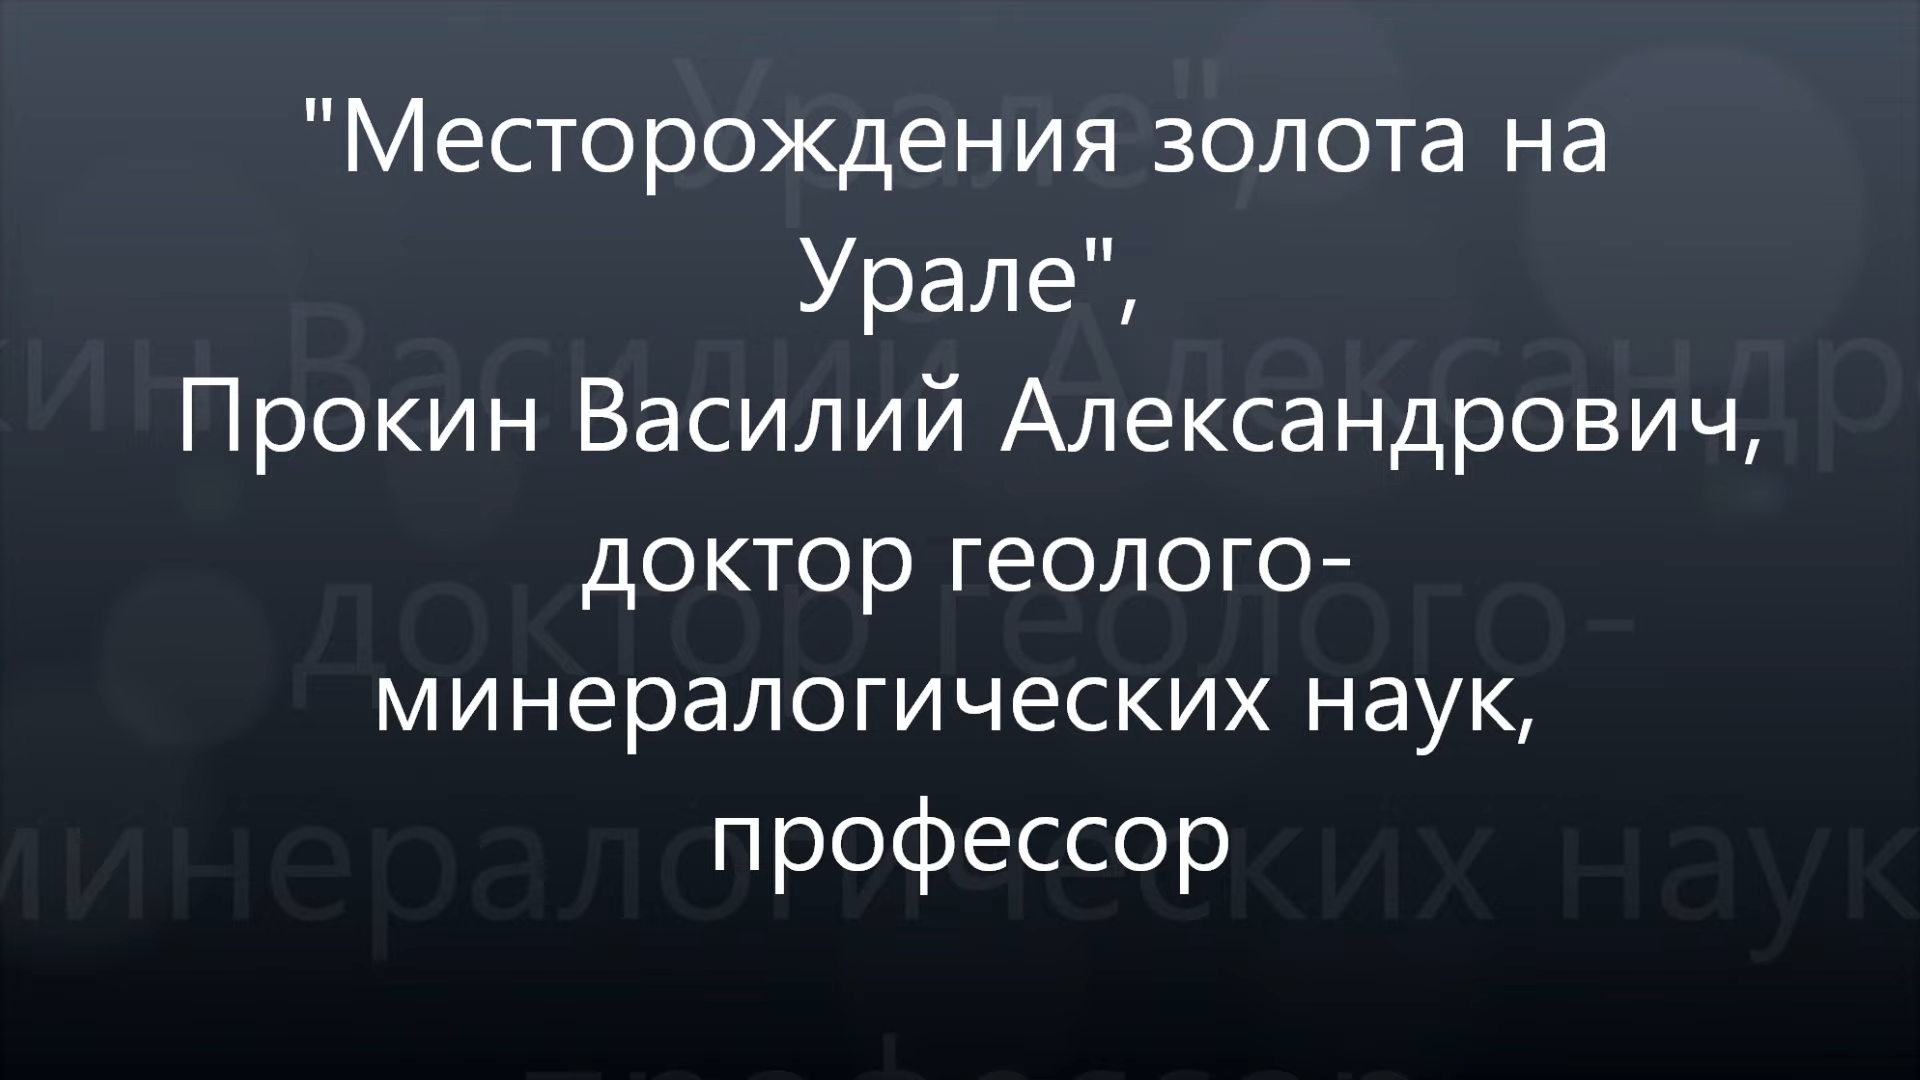 "Месторождения золота на
Урале",
Прокин Василий Александрович,
доктор геолого-
минералогических наук,
профессор